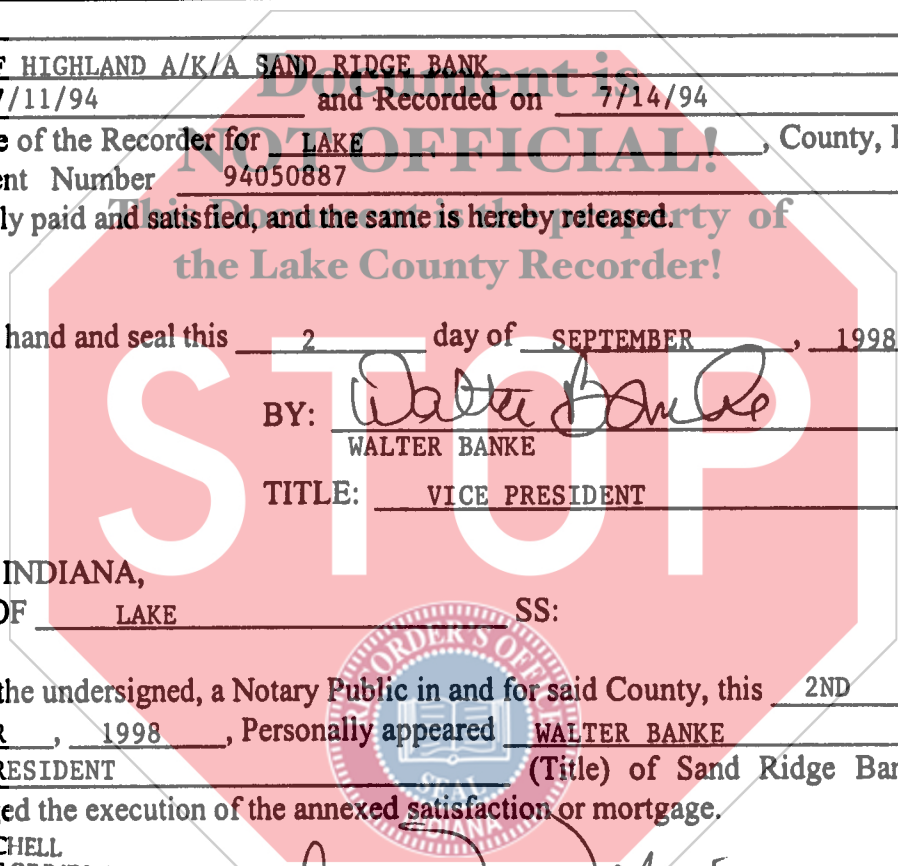 F HIGHLAND A/K/A SAND RIDGE BANK
7/11/94 and Recorded on 7/14/94
e of the Recorder for LAKE, County, I
ent Number 94050887
ly paid and satisfied, and the same is hereby released.
Document is
NOT OFFICIAL!
This Document is the property of
the Lake County Recorder!
hand and seal this 2 day of SEPTEMBER, 1998
STOP
BY: Walter Banke
WALTER BANKE
TITLE: VICE PRESIDENT
INDIANA,
OF LAKE SS:
RECORDER'S OFFICE
SEAL
INDIANA
the undersigned, a Notary Public in and for said County, this 2ND
R, 1998, Personally appeared WALTER BANKE
RESIDENT (Title) of Sand Ridge Ban
ed the execution of the annexed satisfaction or mortgage.
CHELL